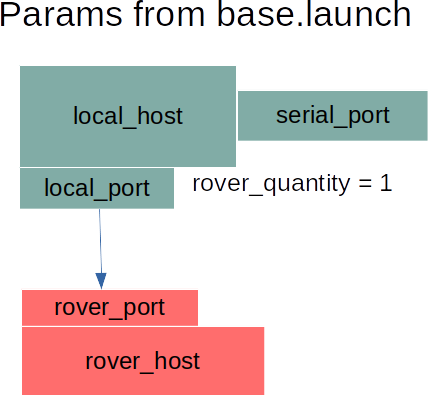 Params from base.launch
local_host
serial_port
local_port
rover_quantity = 1
rover_port
rover_host